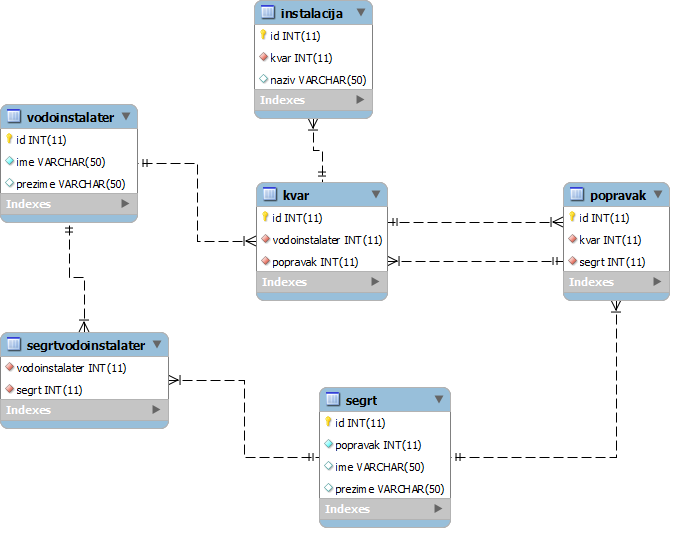 instalacija
id INT(11)
kvar INT(11)
naziv VARCHAR(50)
Indexes
vodoinstalater
id INT(11)
ime VARCHAR(50)
prezime VARCHAR(50)
Indexes
kvar
id INT(11)
vodoinstalater INT(11)
popravak INT(11)
Indexes
popravak
id INT(11)
kvar INT(11)
segrt INT(11)
Indexes
segrtvodoinstalater
vodoinstalater INT(11)
segrt INT(11)
Indexes
segrt
id INT(11)
popravak INT(11)
ime VARCHAR(50)
prezime VARCHAR(50)
Indexes